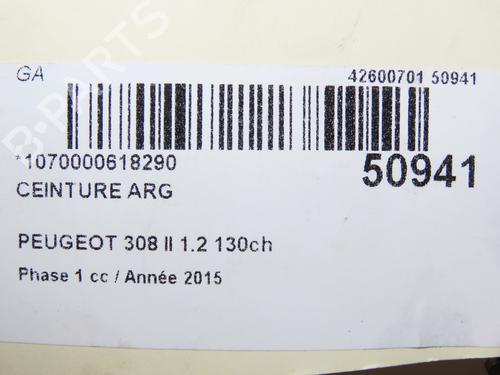 GA
42600701 50941
*1070000618290
50941
CEINTURE ARG
PEUGEOT 308 II 1.2 130ch
Phase 1 cc / Année 2015
B-PARTS